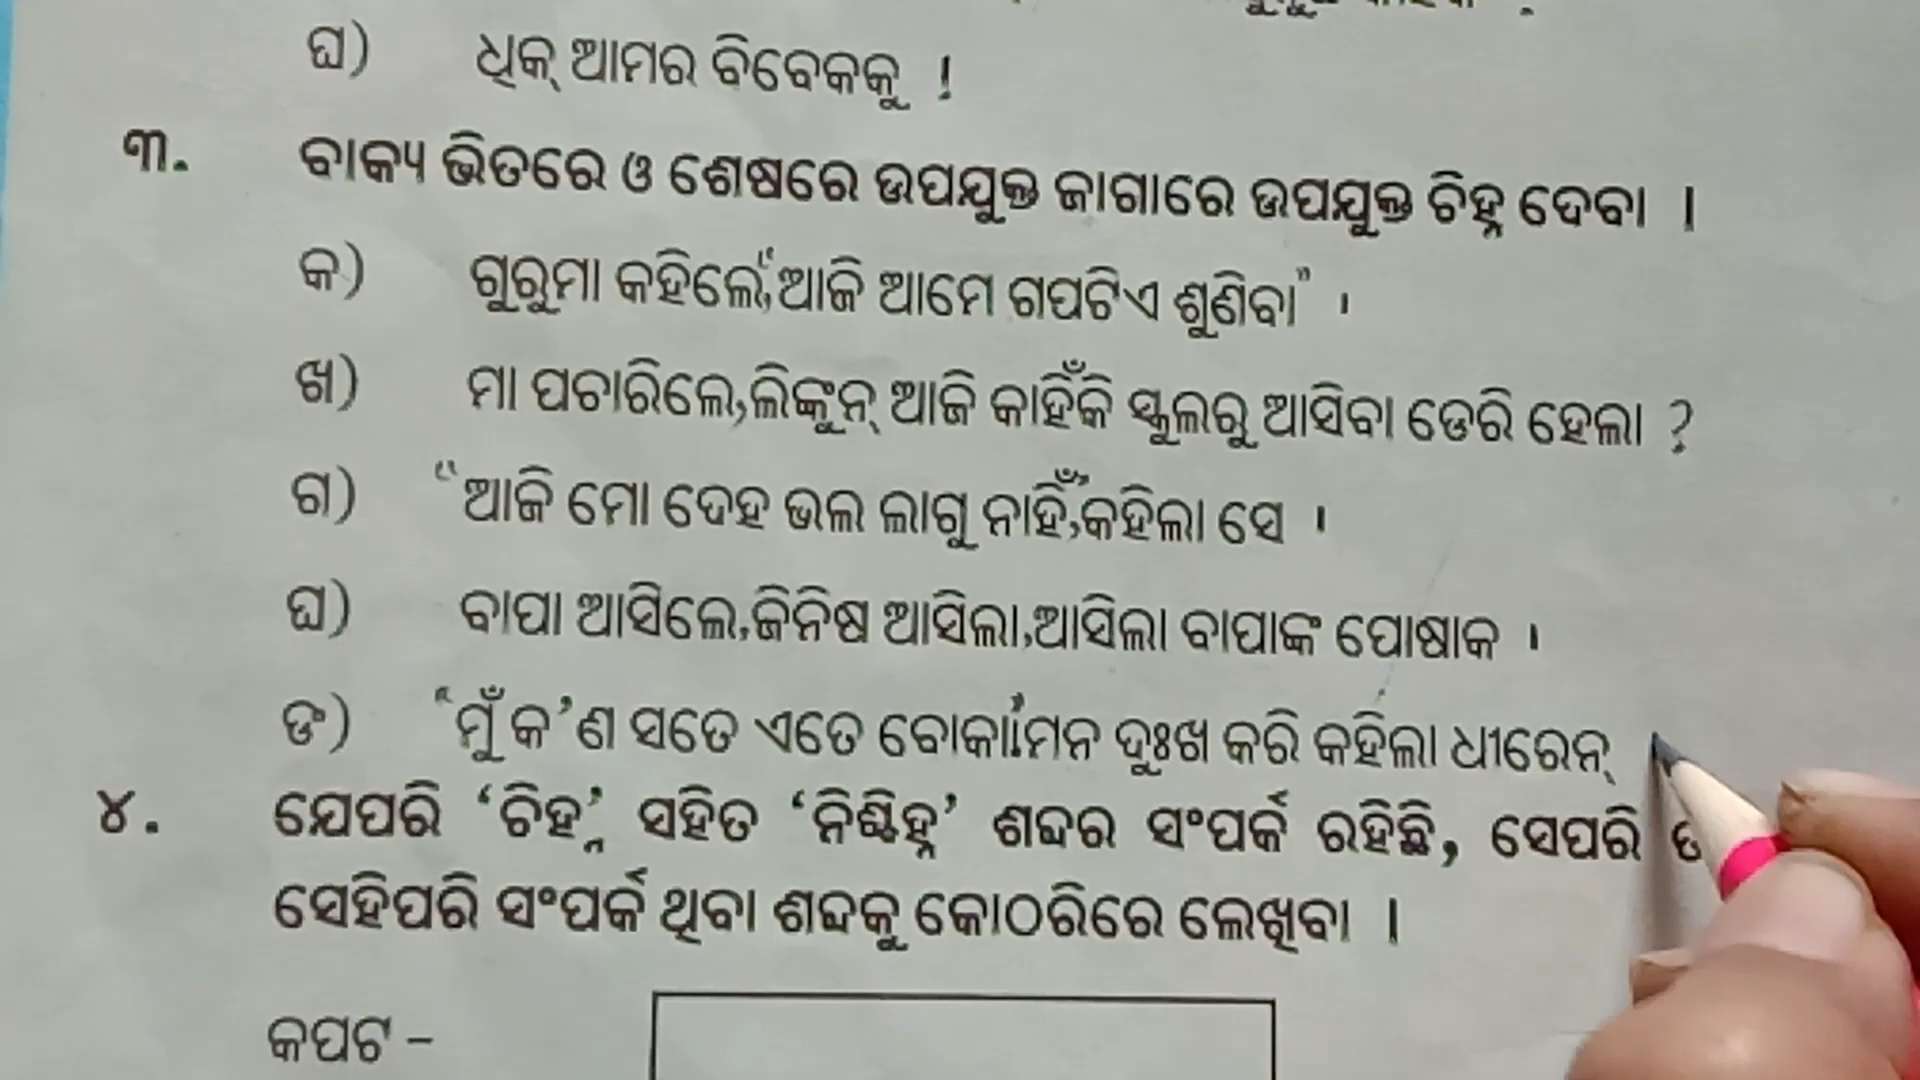 ଘ) ଧିକ୍ ଆମର ବିବେକକୁ !
୩. ବାକ୍ୟ ଭିତରେ ଓ ଶେଷରେ ଉପଯୁକ୍ତ ଜାଗାରେ ଉପଯୁକ୍ତ ଚିହ୍ନ ଦେବା ।
କ) ଗୁରୁମା କହିଲେ,“ଆଜି ଆମେ ଗପଟିଏ ଶୁଣିବା” ।
ଖ) ମା ପଚାରିଲେ,ଲିଙ୍କୁନ୍ ଆଜି କାହିଁକି ସ୍କୁଲରୁ ଆସିବା ଡେରି ହେଲା ?
ଗ) “ଆଜି ମୋ ଦେହ ଭଲ ଲାଗୁ ନାହିଁ”,କହିଲା ସେ ।
ଘ) ବାପା ଆସିଲେ,ଜିନିଷ ଆସିଲା,ଆସିଲା ବାପାଙ୍କ ପୋଷାକ ।
ଙ) “ମୁଁ କ’ଣ ସତେ ଏତେ ବୋକା!”ମନ ଦୁଃଖ କରି କହିଲା ଧୀରେନ୍
୪. ଯେପରି ‘ଚିହ୍ନ’ ସହିତ ‘ନିଶ୍ଚିହ୍ନ’ ଶବ୍ଦର ସଂପର୍କ ରହିଛି, ସେପରି
ସେହିପରି ସଂପର୍କ ଥିବା ଶବ୍ଦକୁ କୋଠରିରେ ଲେଖିବା ।
କପଟ –